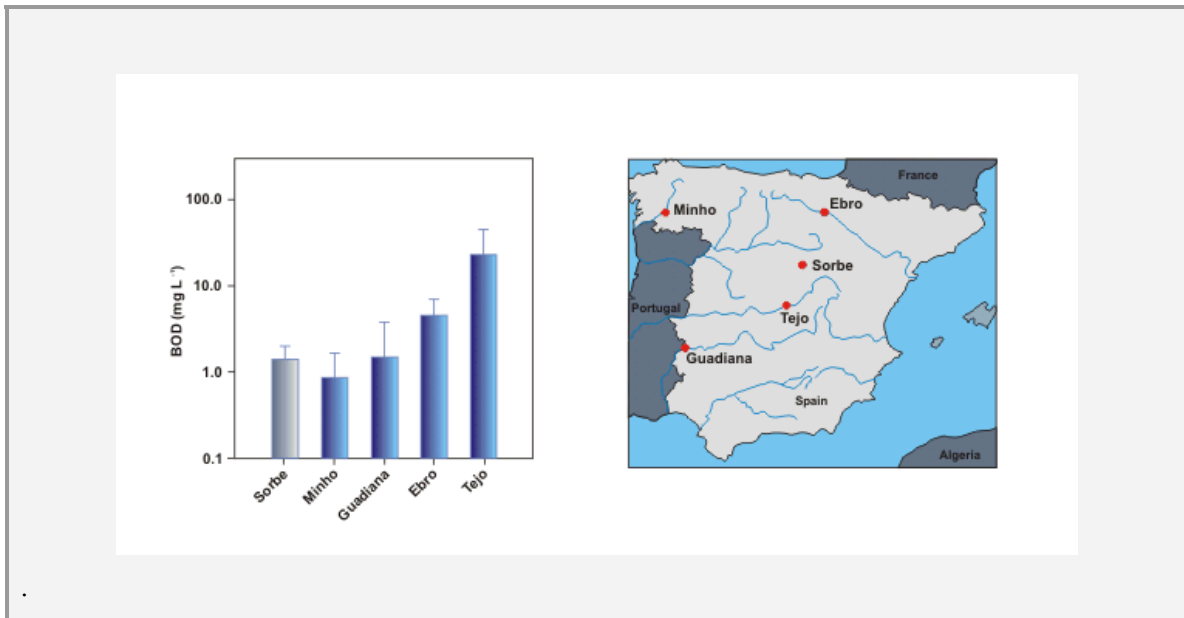 100.0
10.0
1.0
0.1
BOD (mg L⁻¹)
Sorbe
Minho
Guadiana
Ebro
Tejo
France
Minho
Ebro
Sorbe
Portugal
Tejo
Guadiana
Spain
Algeria
.